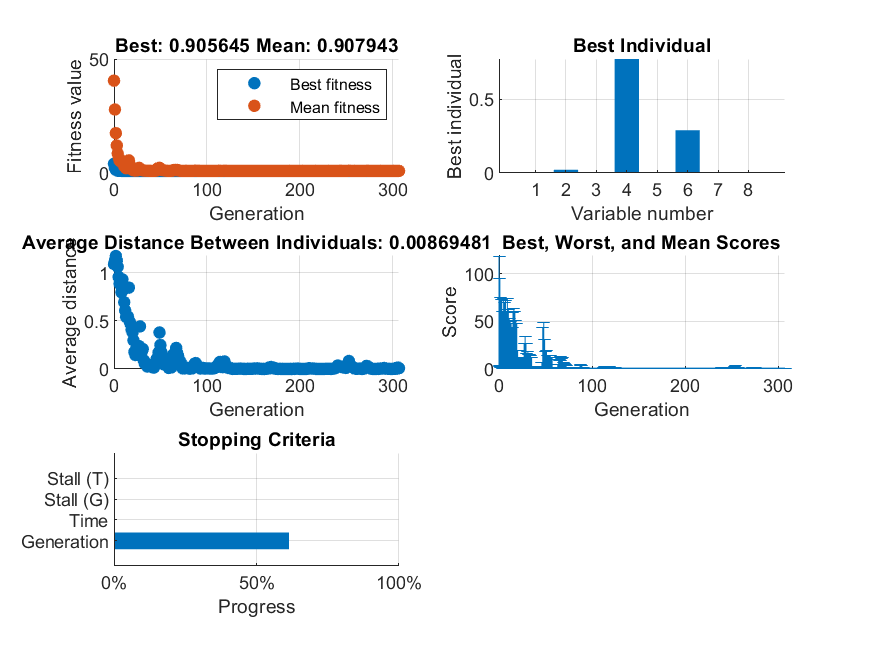 Best: 0.905645 Mean: 0.907943
Fitness value
50
0
Best fitness
Mean fitness
0 100 200 300
Generation
Best Individual
Best individual
0.5
0
1 2 3 4 5 6 7 8
Variable number
Average Distance Between Individuals: 0.00869481
Average distance
1
0.5
0
0 100 200 300
Generation
Best, Worst, and Mean Scores
Score
100
50
0
0 100 200 300
Generation
Stopping Criteria
Stall (T)
Stall (G)
Time
Generation
0% 50% 100%
Progress